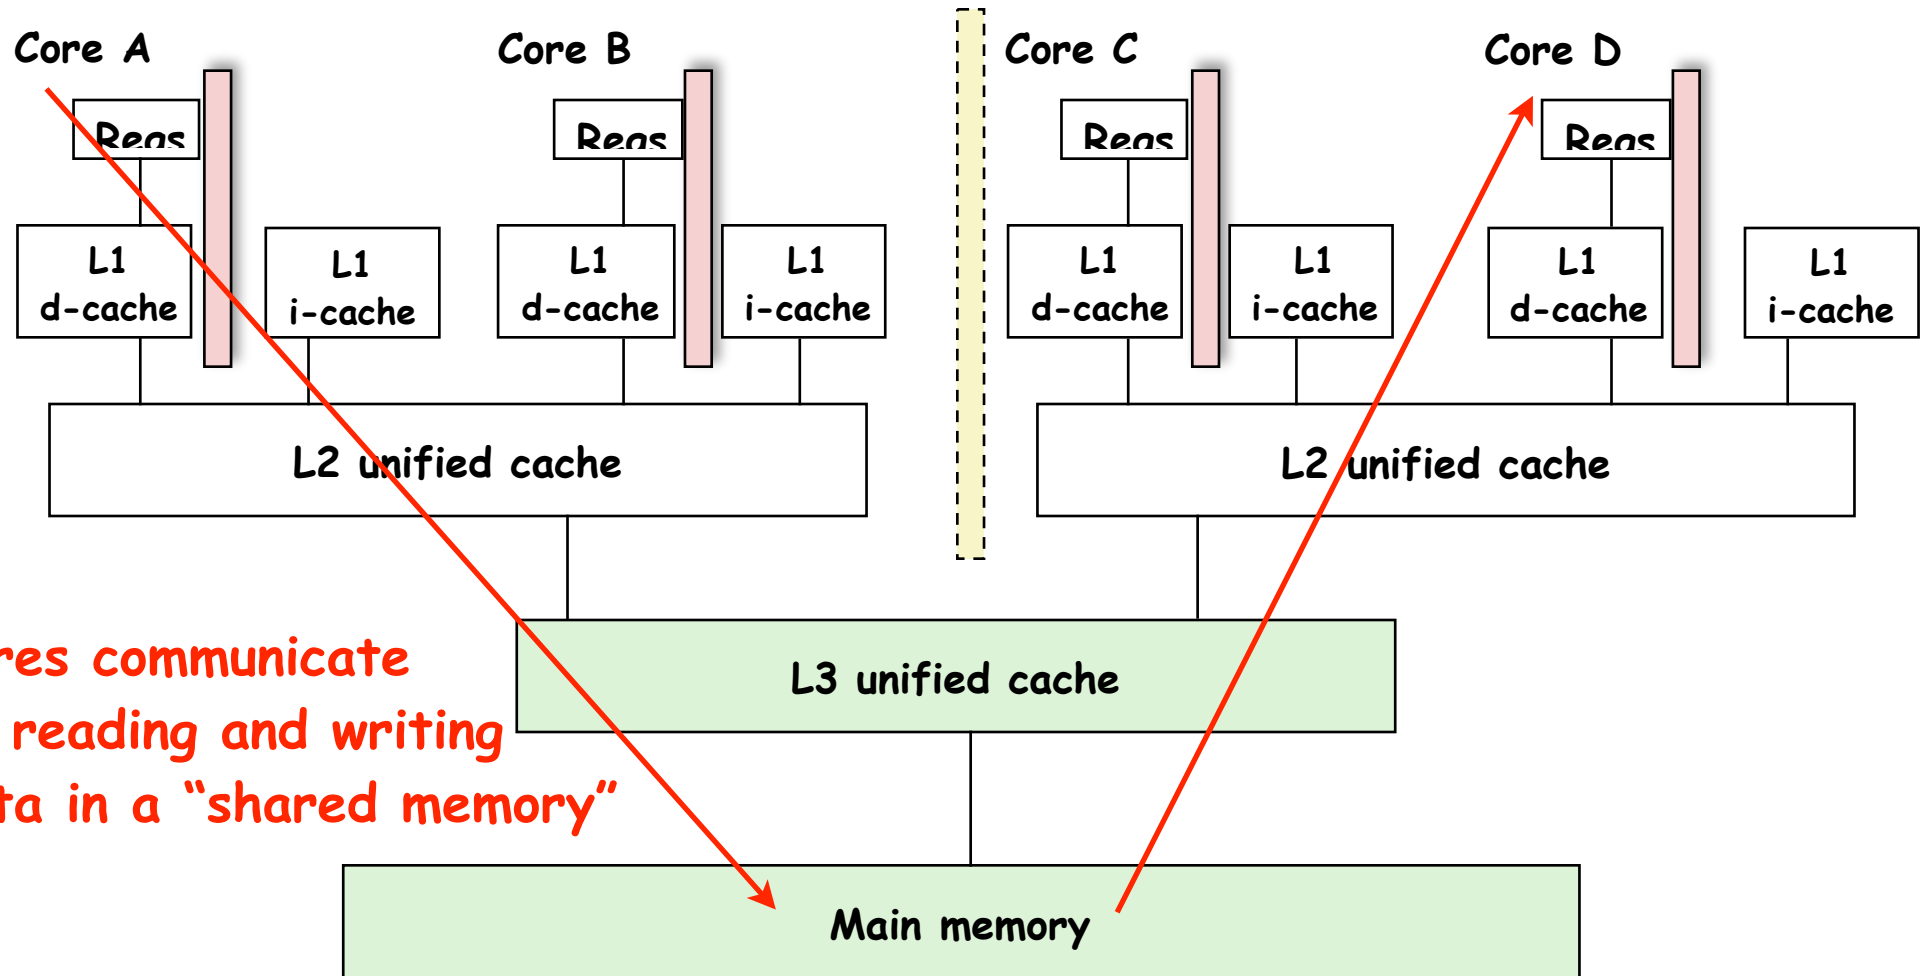 Core A
Core B
Core C
Core D
Regs
Regs
Regs
Regs
L1
d-cache
L1
i-cache
L1
d-cache
L1
i-cache
L1
d-cache
L1
i-cache
L1
d-cache
L1
i-cache
L2 unified cache
L2 unified cache
L3 unified cache
communicate
reading and writing
in a “shared memory”
Main memory